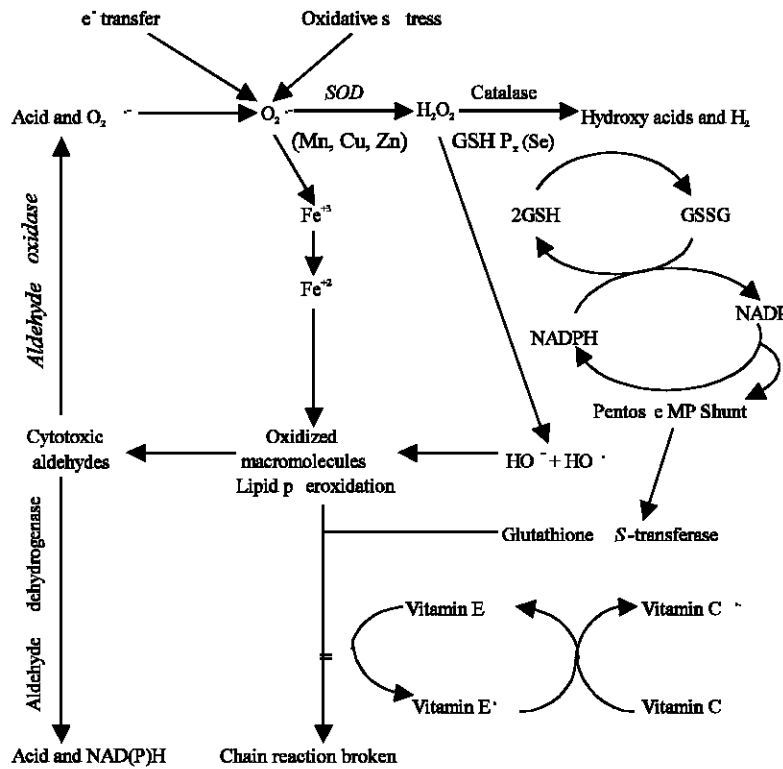 e⁻ transfer
Oxidative s tress
Acid and O₂ ·⁻
O₂ ·⁻
SOD
(Mn, Cu, Zn)
H₂O₂
Catalase
GSH Pₓ (Se)
Hydroxy acids and H₂
Aldehyde oxidase
Fe⁺³
Fe⁺²
2GSH
GSSG
NADPH
NADP
Pentos e MP Shunt
Cytotoxic
aldehydes
Oxidized
macromolecules
Lipid p eroxidation
HO ⁻ + HO ·
Glutathione S-transferase
Aldehyde dehydrogenase
Vitamin E
Vitamin C ·
Vitamin E·
Vitamin C
Acid and NAD(P)H
Chain reaction broken